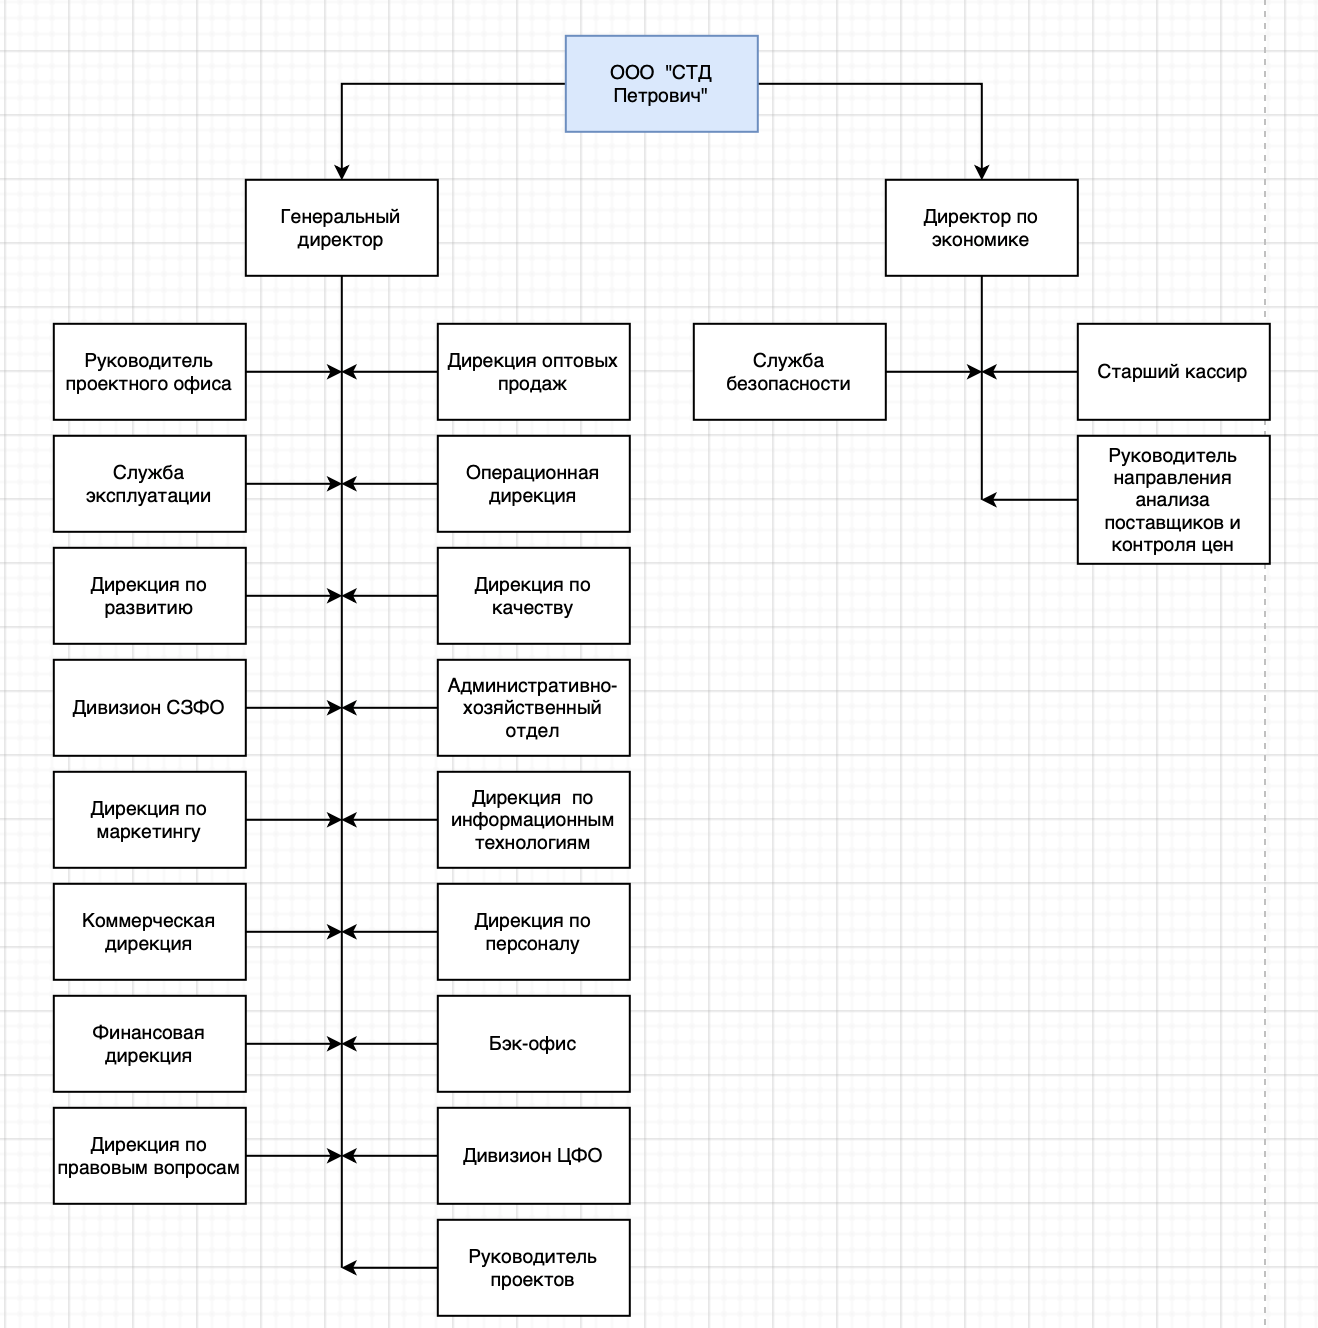 ООО  "СТД
Петрович"
Генеральный
директор
Директор по
экономике
Руководитель
проектного офиса
Дирекция оптовых
продаж
Служба
безопасности
Старший кассир
Служба
эксплуатации
Операционная
дирекция
Руководитель
направления
анализа
поставщиков и
контроля цен
Дирекция по
развитию
Дирекция по
качеству
Дивизион СЗФО
Административно-
хозяйственный
отдел
Дирекция по
маркетингу
Дирекция  по
информационным
технологиям
Коммерческая
дирекция
Дирекция по
персоналу
Финансовая
дирекция
Бэк-офис
Дирекция по
правовым вопросам
Дивизион ЦФО
Руководитель
проектов